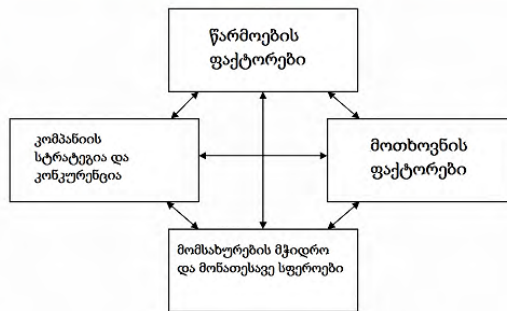 წარმოების
ფაქტორები
კომპანიის
სტრატეგია და
კონკურენცია
მოთხოვნის
ფაქტორები
მომსახურების მჭიდრო
და მონათესავე სფეროები